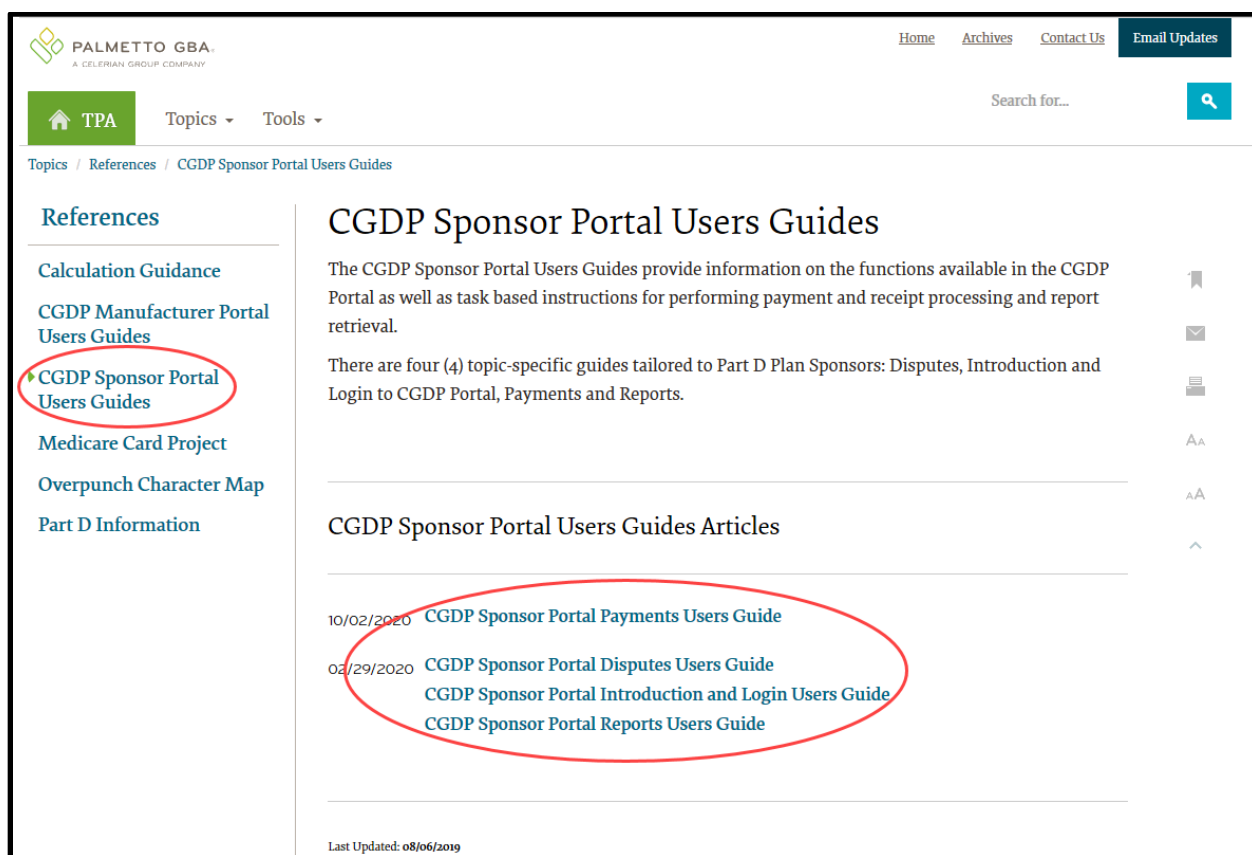 PALMETTO GBA.
A CELERIAN GROUP COMPANY
Home Archives Contact Us Email Updates
Search for...
TPA Topics Tools
Topics / References / CGDP Sponsor Portal Users Guides
References
Calculation Guidance
CGDP Manufacturer Portal
Users Guides
CGDP Sponsor Portal
Users Guides
Medicare Card Project
Overpunch Character Map
Part D Information
CGDP Sponsor Portal Users Guides
The CGDP Sponsor Portal Users Guides provide information on the functions available in the CGDP
Portal as well as task based instructions for performing payment and receipt processing and report
retrieval.
There are four (4) topic-specific guides tailored to Part D Plan Sponsors: Disputes, Introduction and
Login to CGDP Portal, Payments and Reports.
AA
AA
CGDP Sponsor Portal Users Guides Articles
10/02/2020 CGDP Sponsor Portal Payments Users Guide
02/29/2020 CGDP Sponsor Portal Disputes Users Guide
CGDP Sponsor Portal Introduction and Login Users Guide
CGDP Sponsor Portal Reports Users Guide
Last Updated: 08/06/2019